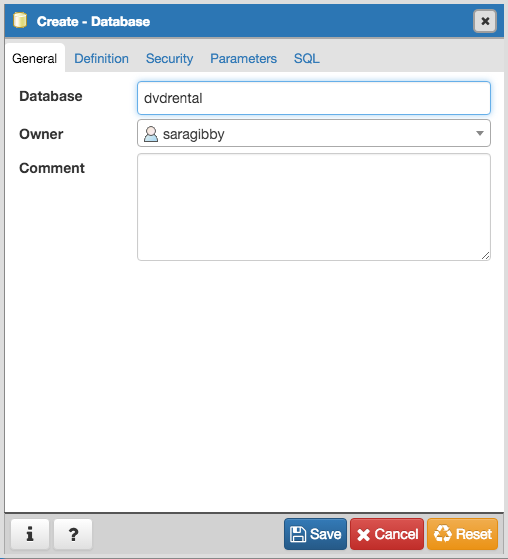 Create - Database
General Definition Security Parameters SQL
Database dvdrental
Owner saragibby
Comment
i ? Save Cancel Reset